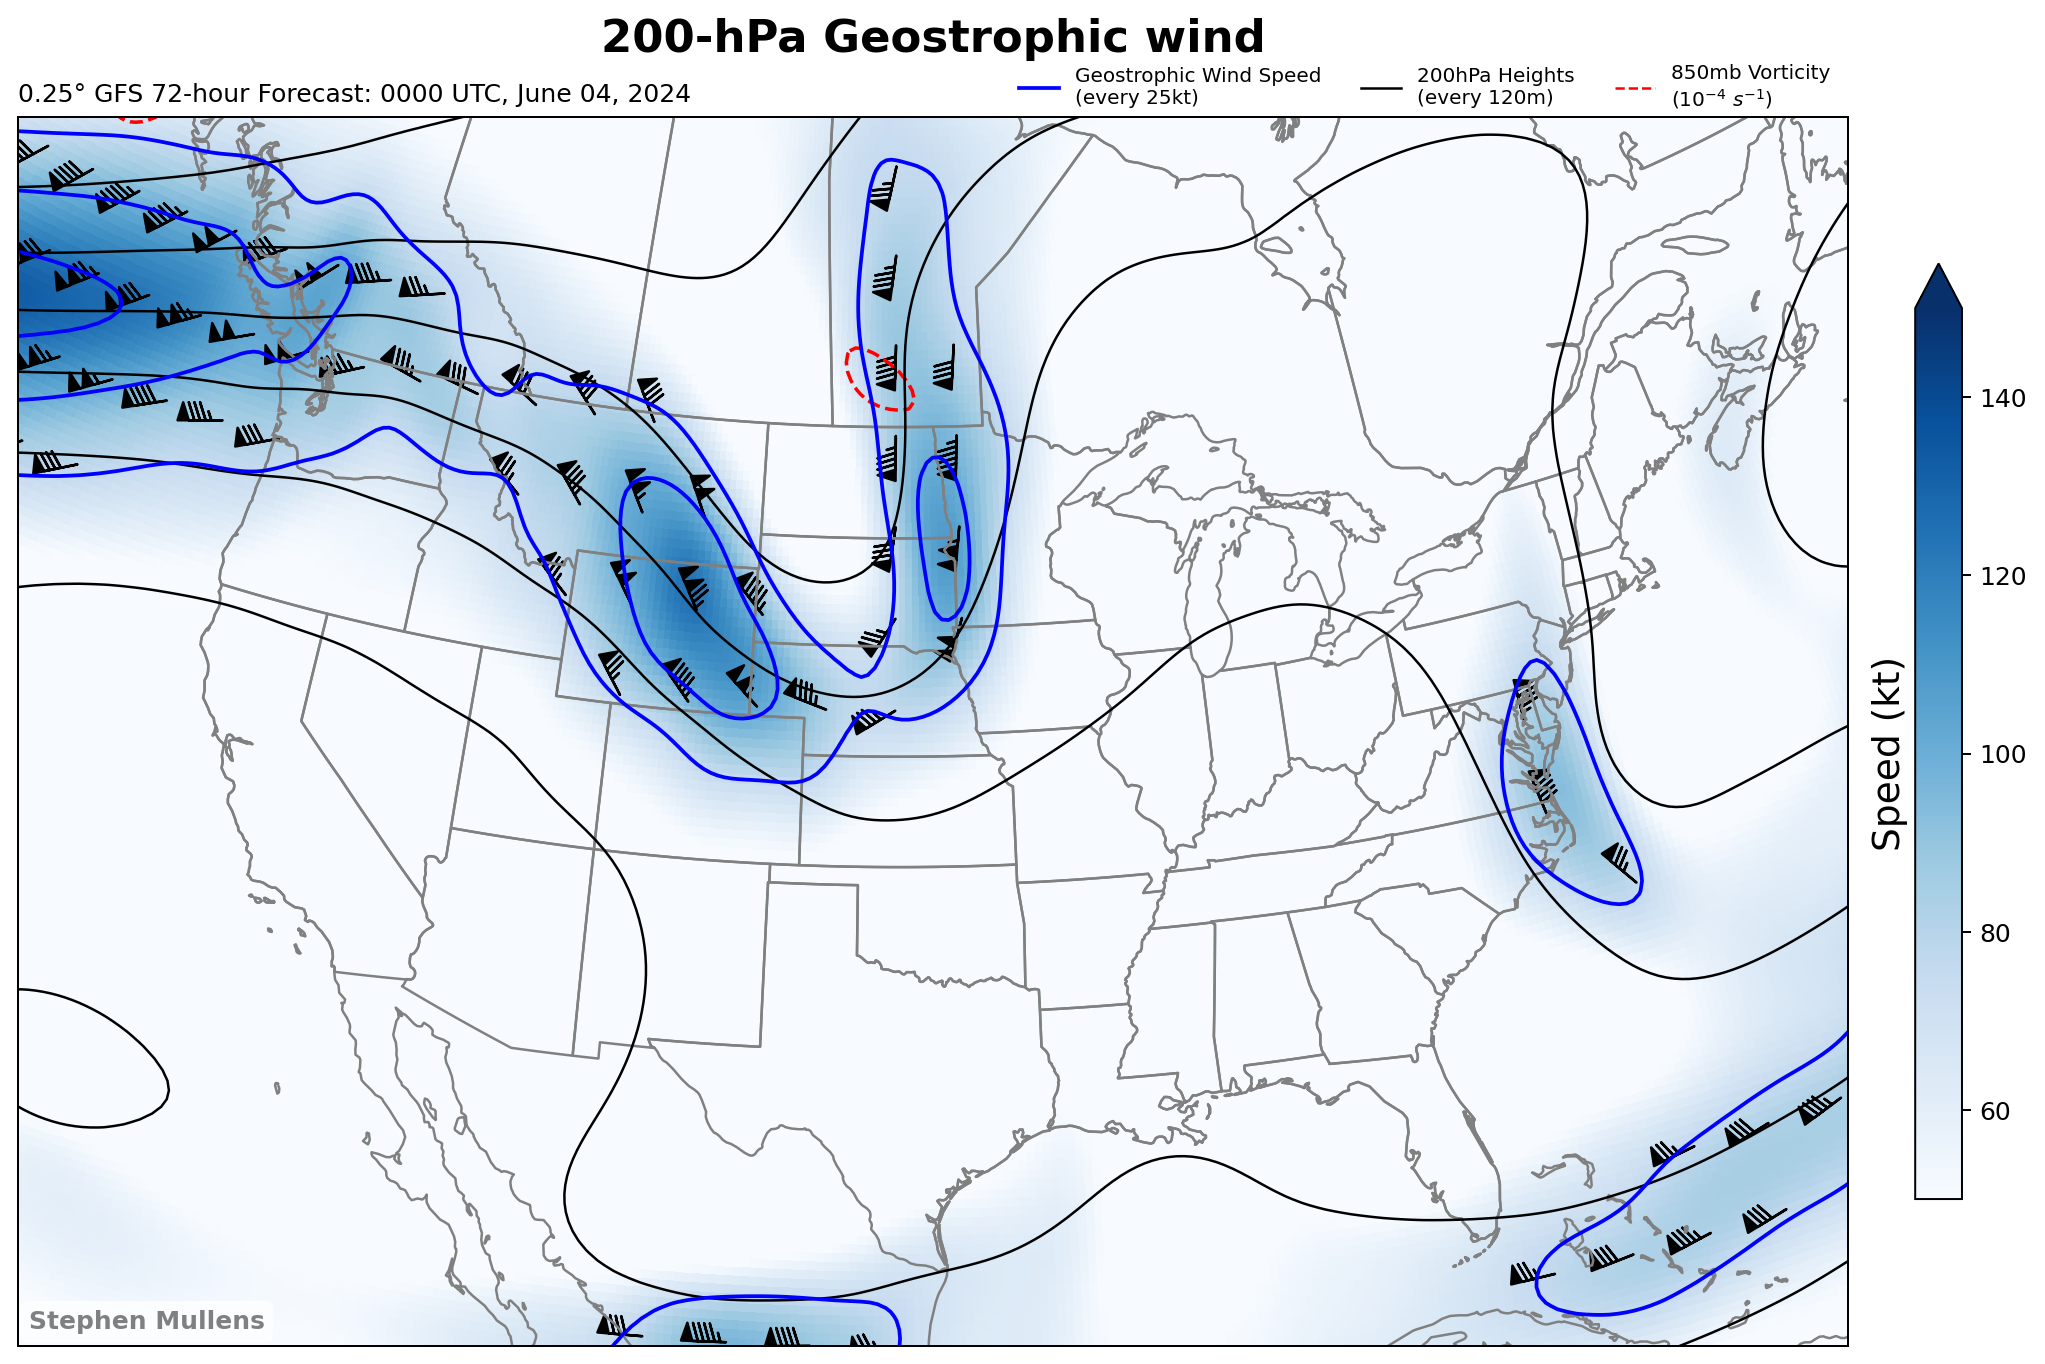 200-hPa Geostrophic wind
0.25° GFS 72-hour Forecast: 0000 UTC, June 04, 2024
Geostrophic Wind Speed
(every 25kt)
200hPa Heights
(every 120m)
850mb Vorticity
(10⁻⁴ s⁻¹)
140
120
100
80
60
Speed (kt)
Stephen Mullens